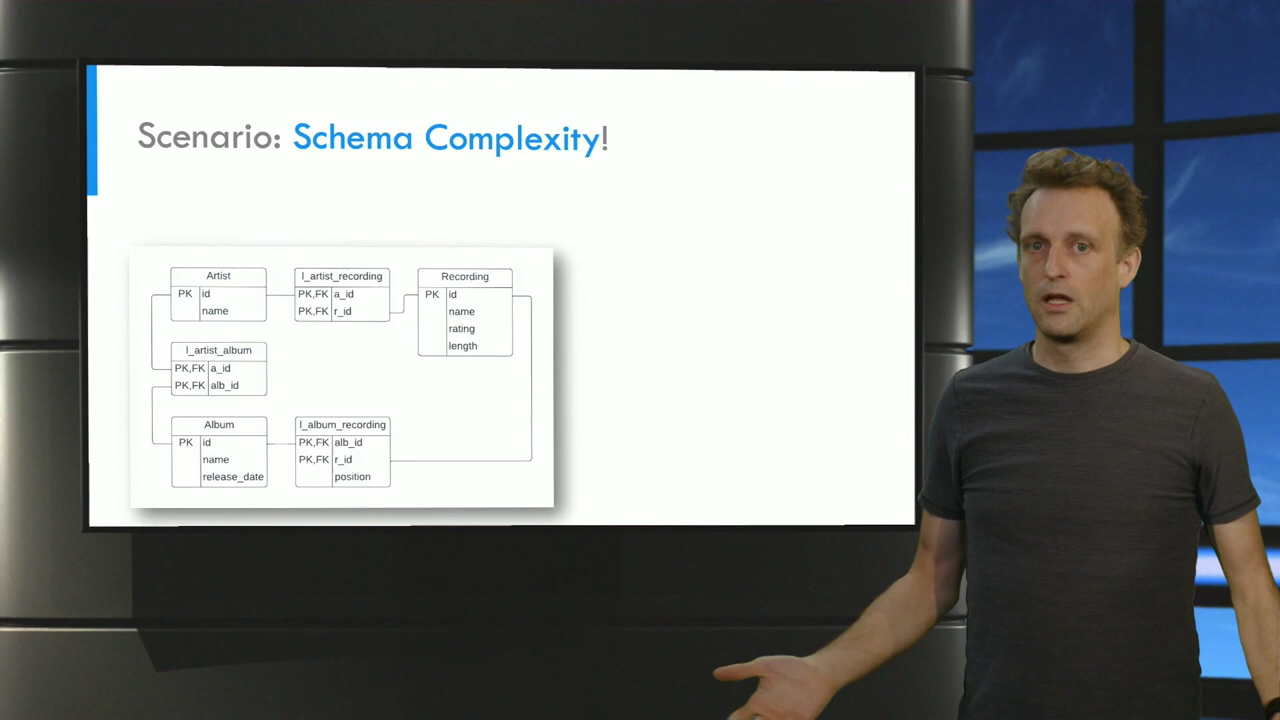 Scenario: Schema Complexity!
Artist
PK id
name
l_artist_recording
PK,FK a_id
PK,FK r_id
Recording
PK id
name
rating
length
l_artist_album
PK,FK a_id
PK,FK alb_id
Album
PK id
name
release_date
l_album_recording
PK,FK alb_id
PK,FK r_id
position